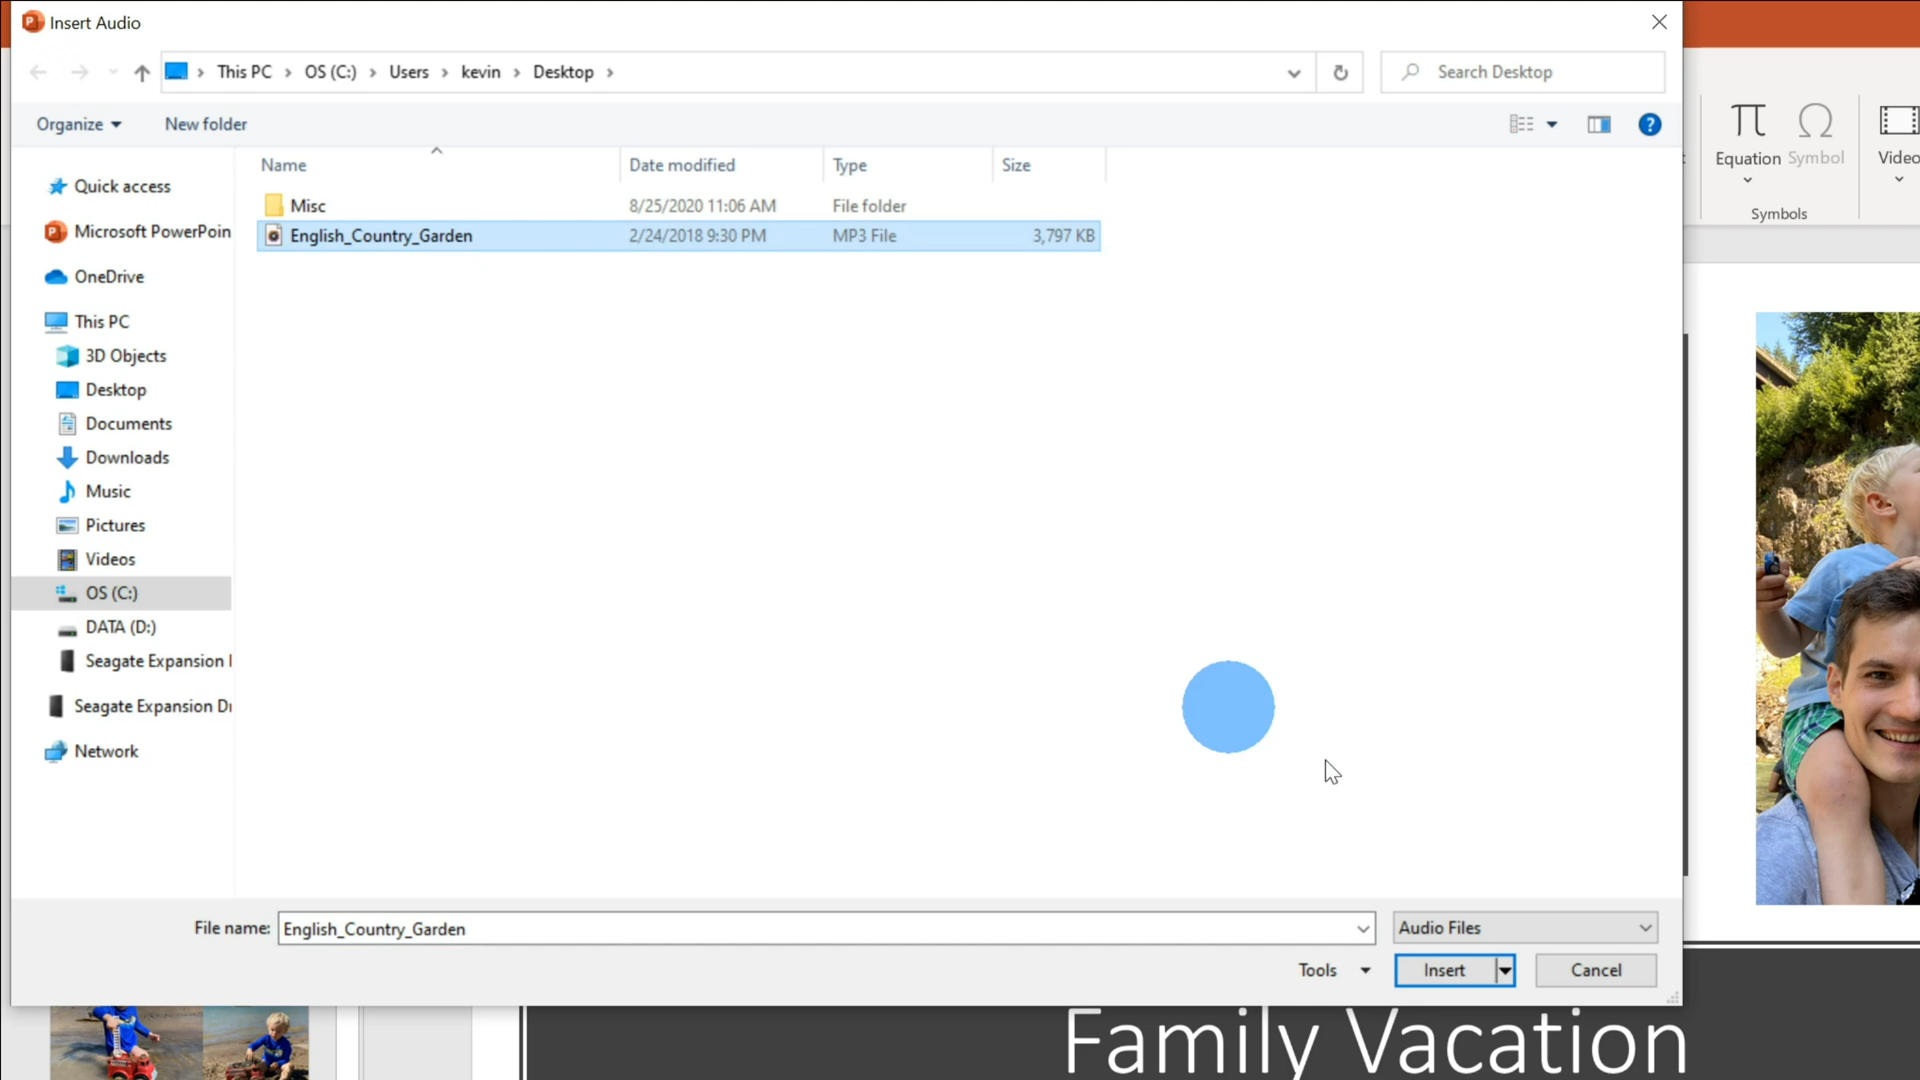 Insert Audio
This PC
OS (C:)
Users
kevin
Desktop
Search Desktop
Organize
New folder
?
Name
Date modified
Type
Size
Misc
8/25/2020 11:06 AM
File folder
English_Country_Garden
2/24/2018 9:30 PM
MP3 File
3,797 KB
Quick access
Microsoft PowerPoin
OneDrive
This PC
3D Objects
Desktop
Documents
Downloads
Music
Pictures
Videos
OS (C:)
DATA (D:)
Seagate Expansion
Seagate Expansion Dr
Network
File name:
English_Country_Garden
Audio Files
Tools
Insert
Cancel
π
Ω
Equation
Symbol
Video
Symbols
Family Vacation